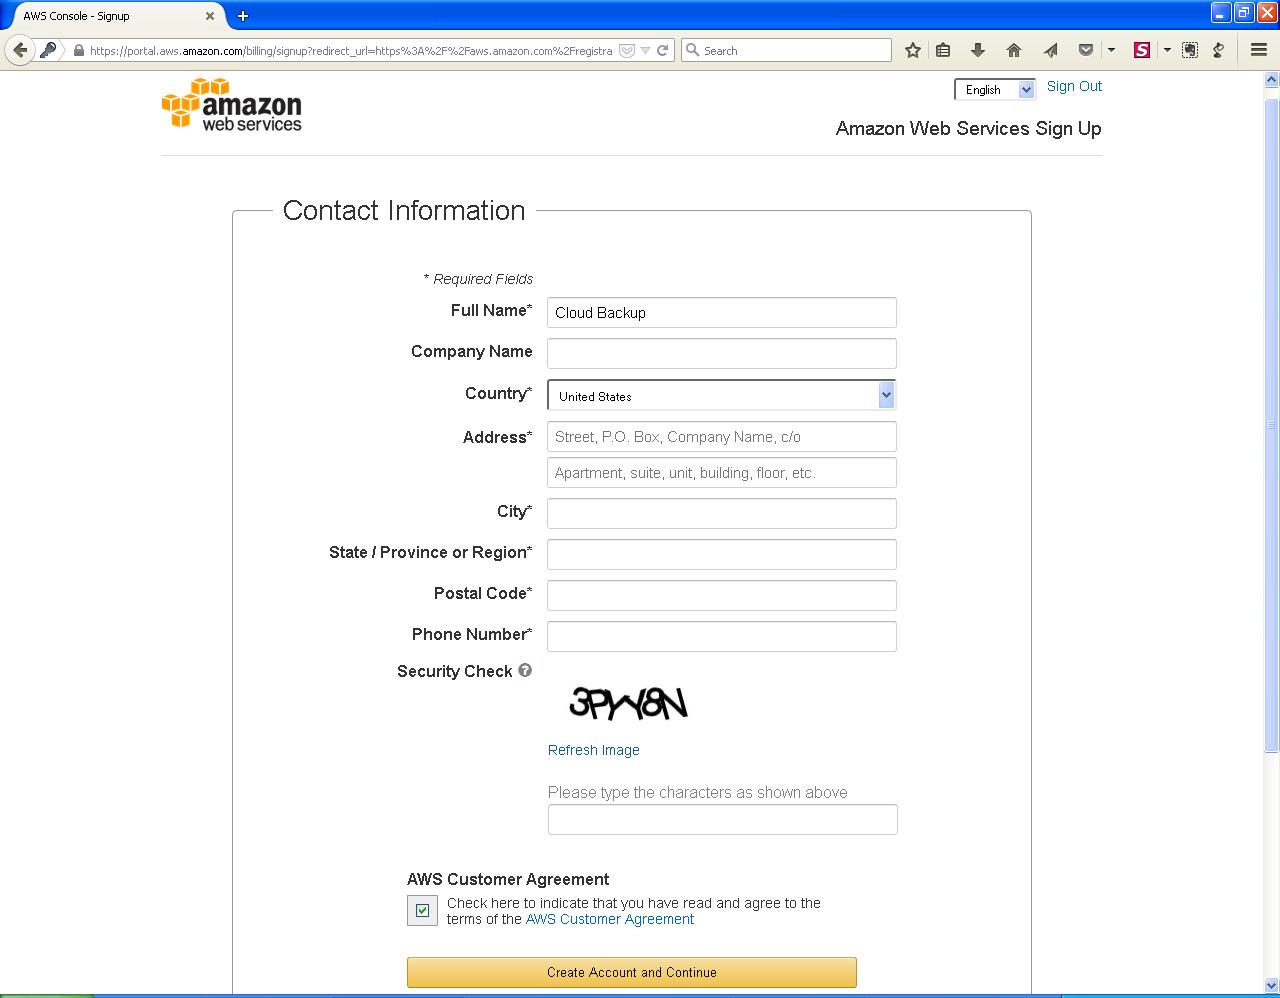 AWS Console - Signup
https://portal.aws.amazon.com/billing/signup?redirect_url=https%3A%2F%2Faws.amazon.com%2Fregistra
Search
amazon
web services
English
Sign Out
Amazon Web Services Sign Up
Contact Information
* Required Fields
Full Name*
Cloud Backup
Company Name
Country*
United States
Address*
Street, P.O. Box, Company Name, c/o
Apartment, suite, unit, building, floor, etc.
City*
State / Province or Region*
Postal Code*
Phone Number*
Security Check ?
3PYY8N
Refresh Image
Please type the characters as shown above
AWS Customer Agreement
Check here to indicate that you have read and agree to the
terms of the AWS Customer Agreement
Create Account and Continue